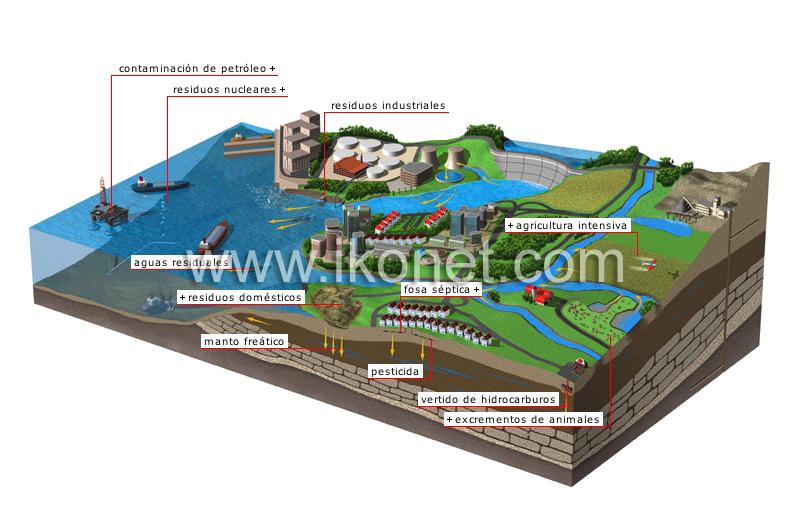 contaminación de petróleo +
residuos nucleares +
residuos industriales
+ agricultura intensiva
www.ikonet.com
aguas residuales
fosa séptica +
+ residuos domésticos
manto freático
pesticida
vertido de hidrocarburos
+ excrementos de animales